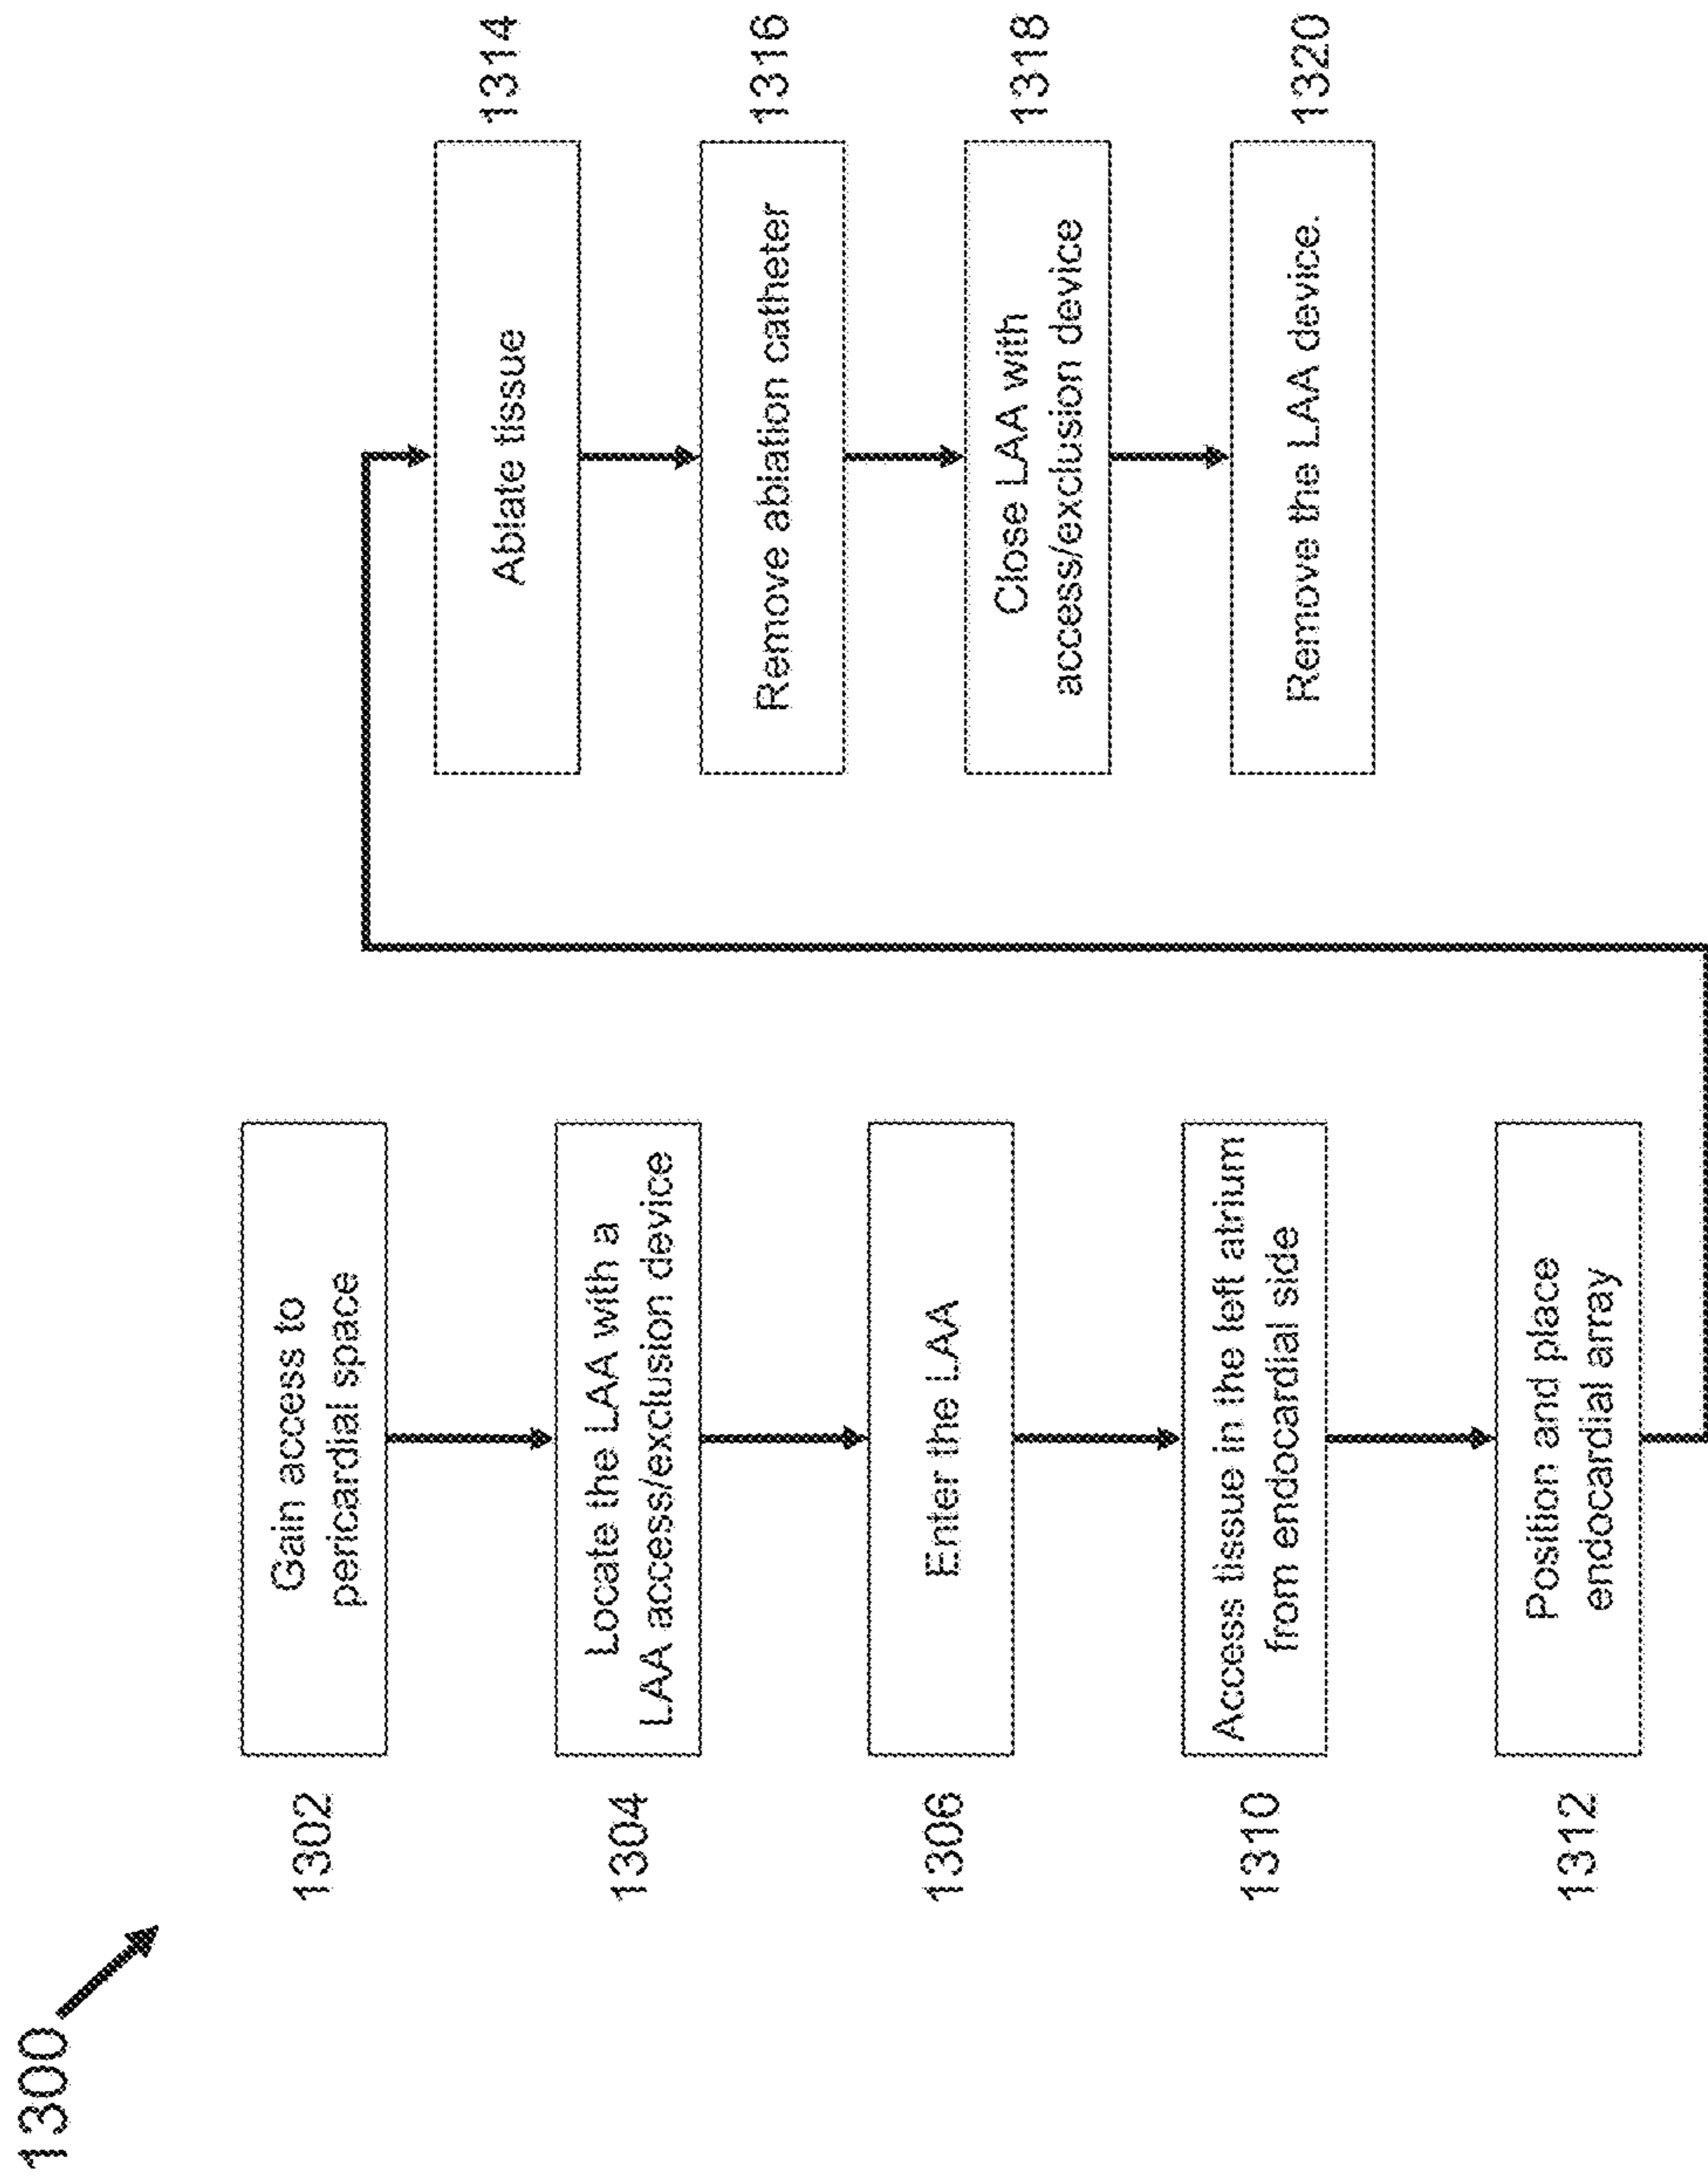 1300
1302
Gain access to
pericardial space
1304
Locate the LAA with a
LAA access/exclusion device
1306
Enter the LAA
1310
Access tissue in the left atrium
from endocardial side
1312
Position and place
endocardial array
Ablate tissue
1314
Remove ablation catheter
1316
Close LAA with
access/exclusion device
1318
Remove the LAA device.
1320